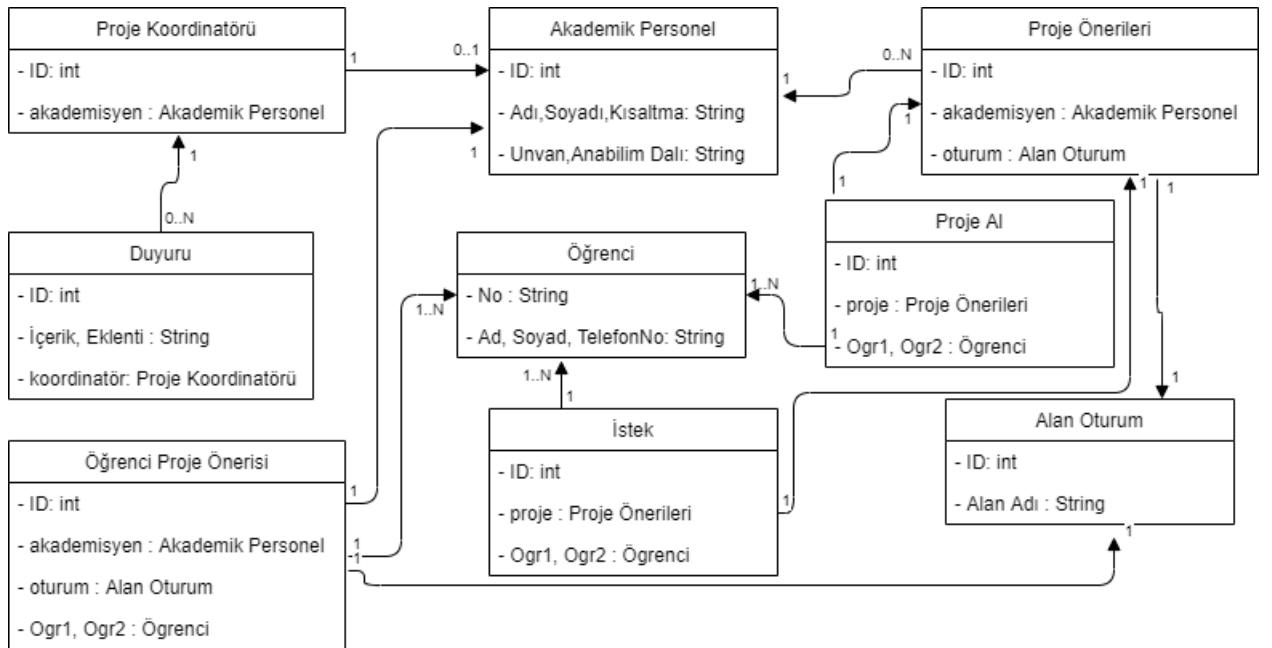 Proje Koordinatörü
- ID: int
- akademisyen : Akademik Personel
1
0..1
Akademik Personel
- ID: int
- Adı,Soyadı,Kısaltma: String
- Unvan,Anabilim Dalı: String
1
1
0..N
Proje Önerileri
- ID: int
- akademisyen : Akademik Personel
- oturum : Alan Oturum
1
1
1
1
1
0..N
Duyuru
- ID: int
- İçerik, Eklenti : String
- koordinatör: Proje Koordinatörü
Öğrenci
- No : String
- Ad, Soyad, TelefonNo: String
1..N
1..N
1..N
1
Proje Al
- ID: int
- proje : Proje Önerileri
- Ogr1, Ogr2 : Ögrenci
1
1
İstek
- ID: int
- proje : Proje Önerileri
- Ogr1, Ogr2 : Ögrenci
1
Alan Oturum
- ID: int
- Alan Adı : String
1
Öğrenci Proje Önerisi
- ID: int
- akademisyen : Akademik Personel
- oturum : Alan Oturum
- Ogr1, Ogr2 : Ögrenci
1
1
1